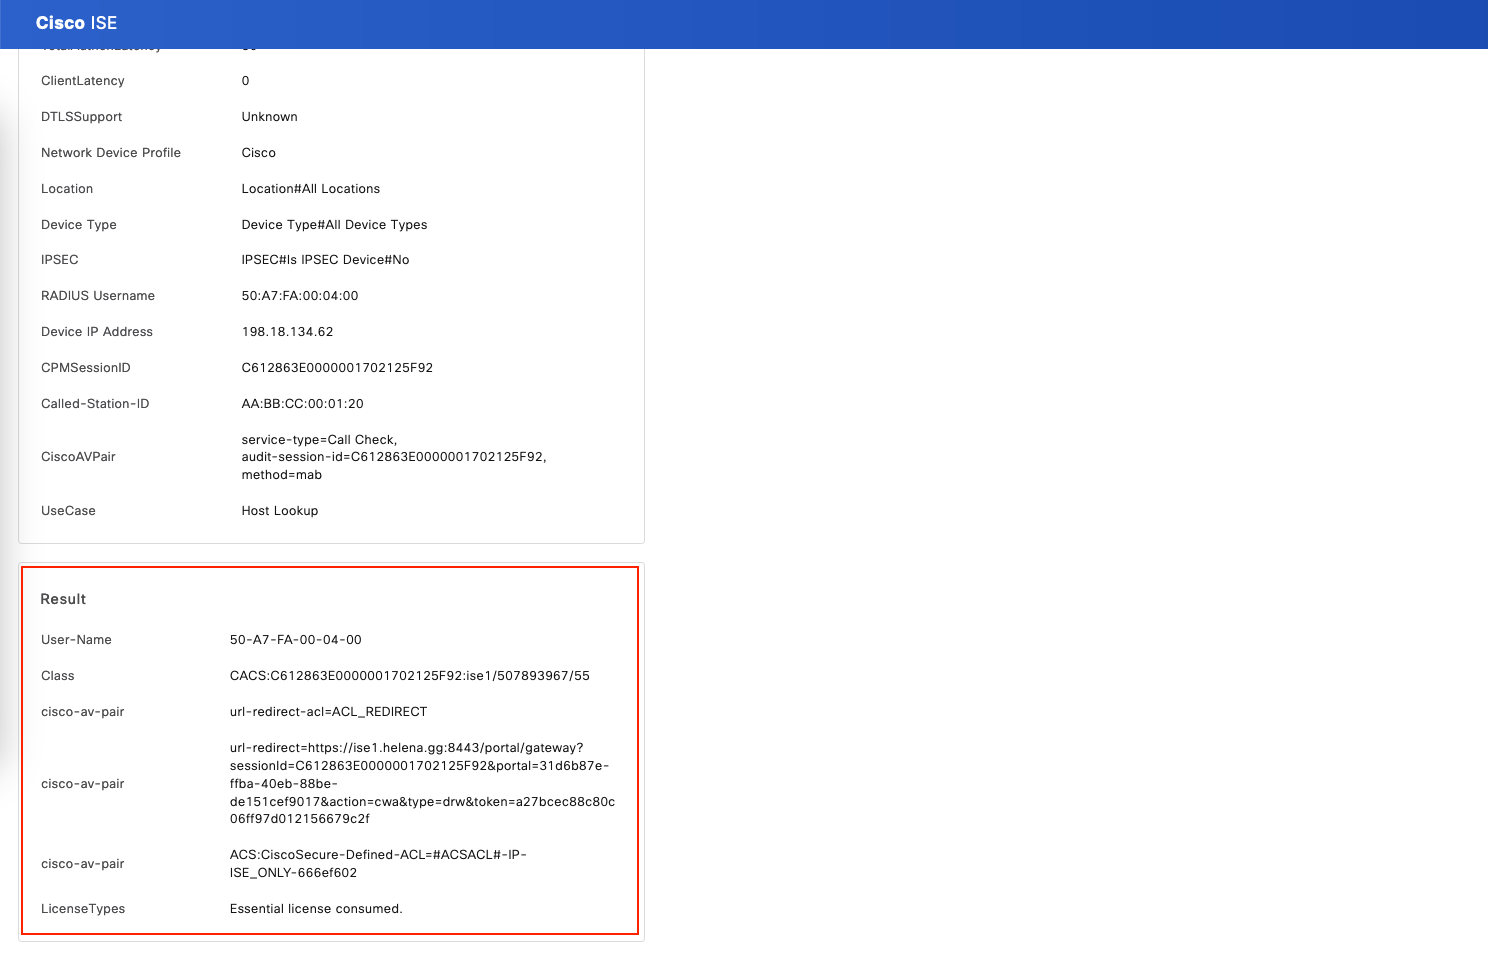 Cisco ISE
ClientLatency 0
DTLSSupport Unknown
Network Device Profile Cisco
Location Location#All Locations
Device Type Device Type#All Device Types
IPSEC IPSEC#Is IPSEC Device#No
RADIUS Username 50:A7:FA:00:04:00
Device IP Address 198.18.134.62
CPMSessionID C612863E0000001702125F92
Called-Station-ID AA:BB:CC:00:01:20
CiscoAVPair service-type=Call Check,
audit-session-id=C612863E0000001702125F92,
method=mab
UseCase Host Lookup
Result
User-Name 50-A7-FA-00-04-00
Class CACS:C612863E0000001702125F92:ise1/507893967/55
cisco-av-pair url-redirect-acl=ACL_REDIRECT
cisco-av-pair url-redirect=https://ise1.helena.gg:8443/portal/gateway?
sessionId=C612863E0000001702125F92&portal=31d6b87e-
ffba-40eb-88be-
de151cef9017&action=cwa&type=drw&token=a27bcec88c80c
06ff97d012156679c2f
cisco-av-pair ACS:CiscoSecure-Defined-ACL=#ACSACL#-IP-
ISE_ONLY-666ef602
LicenseTypes Essential license consumed.